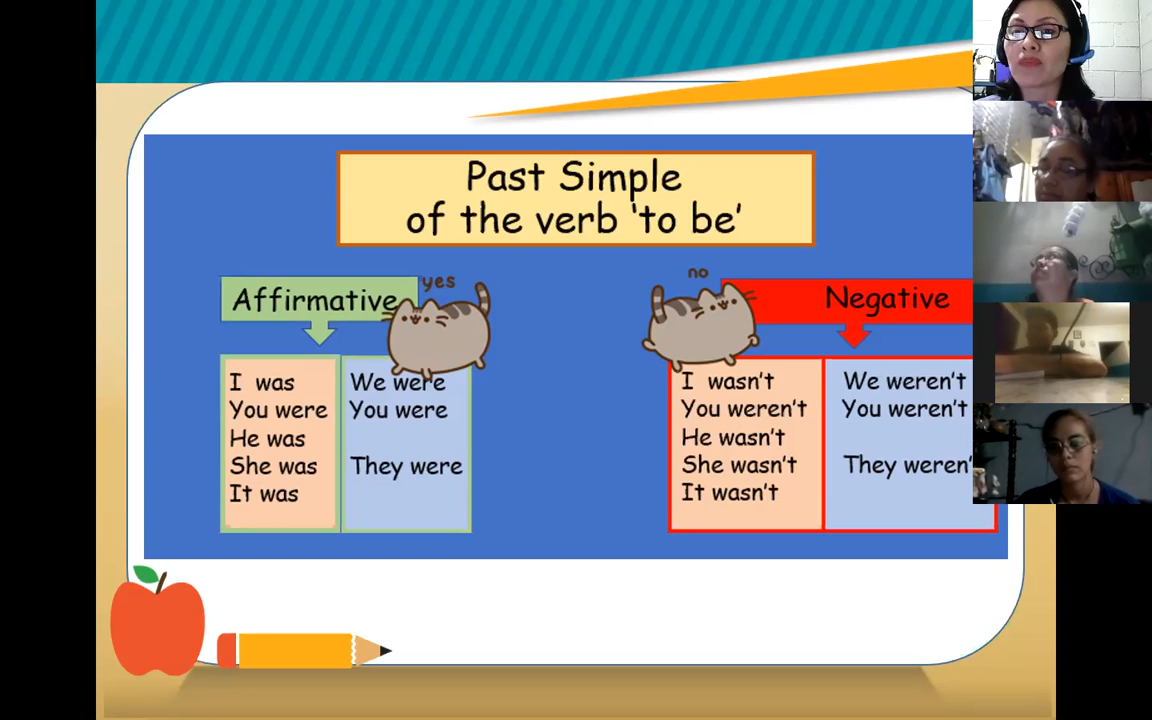 Past Simple
of the verb ‘to be’
yes
no
Affirmative
Negative
I was
You were
He was
She was
It was
We were
You were
They were
I wasn’t
You weren’t
He wasn’t
She wasn’t
It wasn’t
We weren’t
You weren’t
They weren’